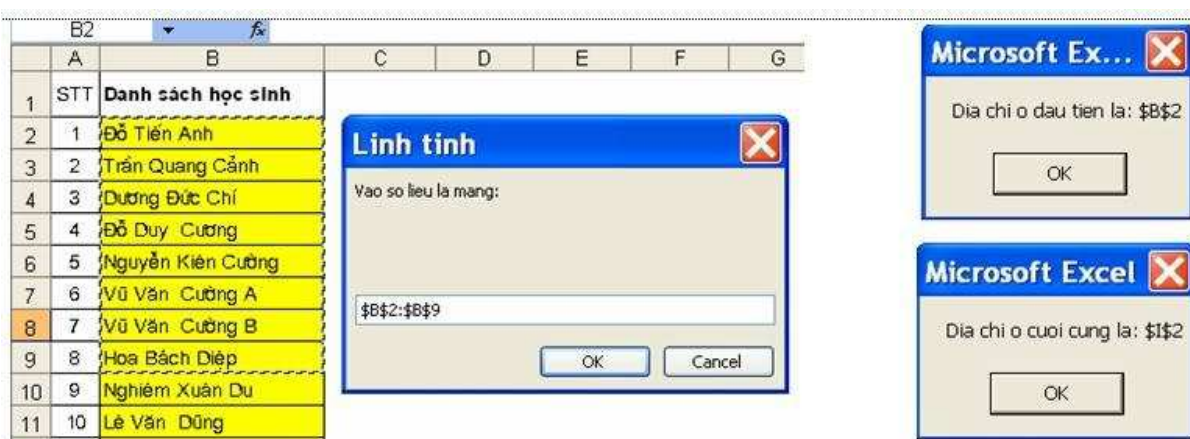 B2 fx
A B C D E F G
1 STT Danh sách học sinh
2 1 Đỗ Tiến Anh
3 2 Trần Quang Cảnh
4 3 Dương Đức Chí
5 4 Đỗ Duy Cương
6 5 Nguyễn Kiên Cường
7 6 Vũ Văn Cường A
8 7 Vũ Văn Cường B
9 8 Hoa Bách Diệp
10 9 Nghiêm Xuân Du
11 10 Lê Văn Dũng
Linh tinh
Vao so lieu la mang:
$B$2:$B$9
OK Cancel
Microsoft Ex...
Dia chi o dau tien la: $B$2
OK
Microsoft Excel
Dia chi o cuoi cung la: $I$2
OK